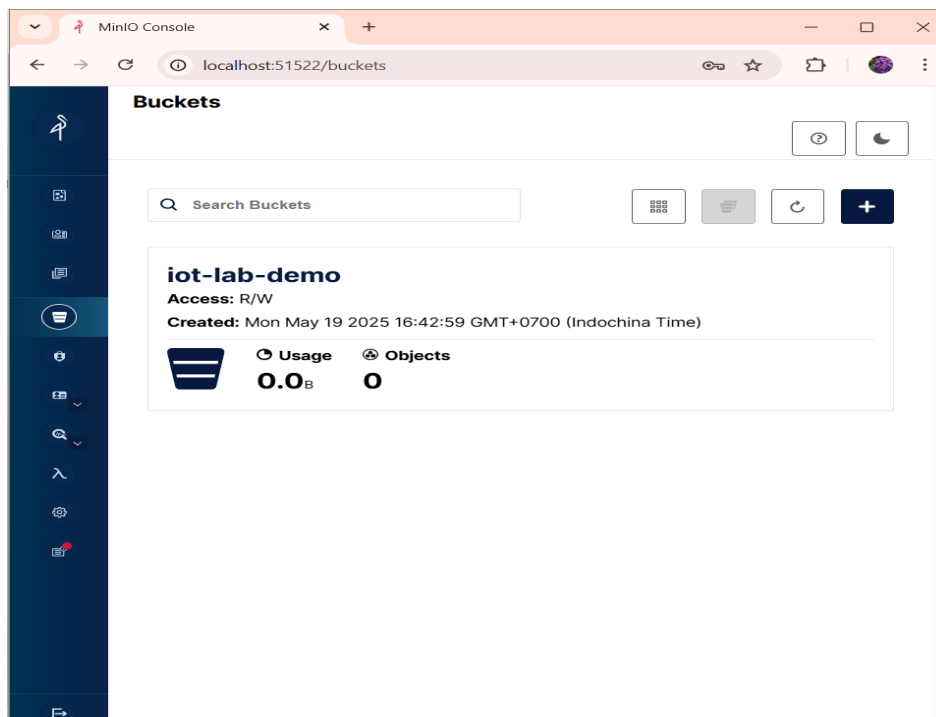 MinIO Console
localhost:51522/buckets
Buckets
Search Buckets
iot-lab-demo
Access: R/W
Created: Mon May 19 2025 16:42:59 GMT+0700 (Indochina Time)
Usage Objects
0.0B 0